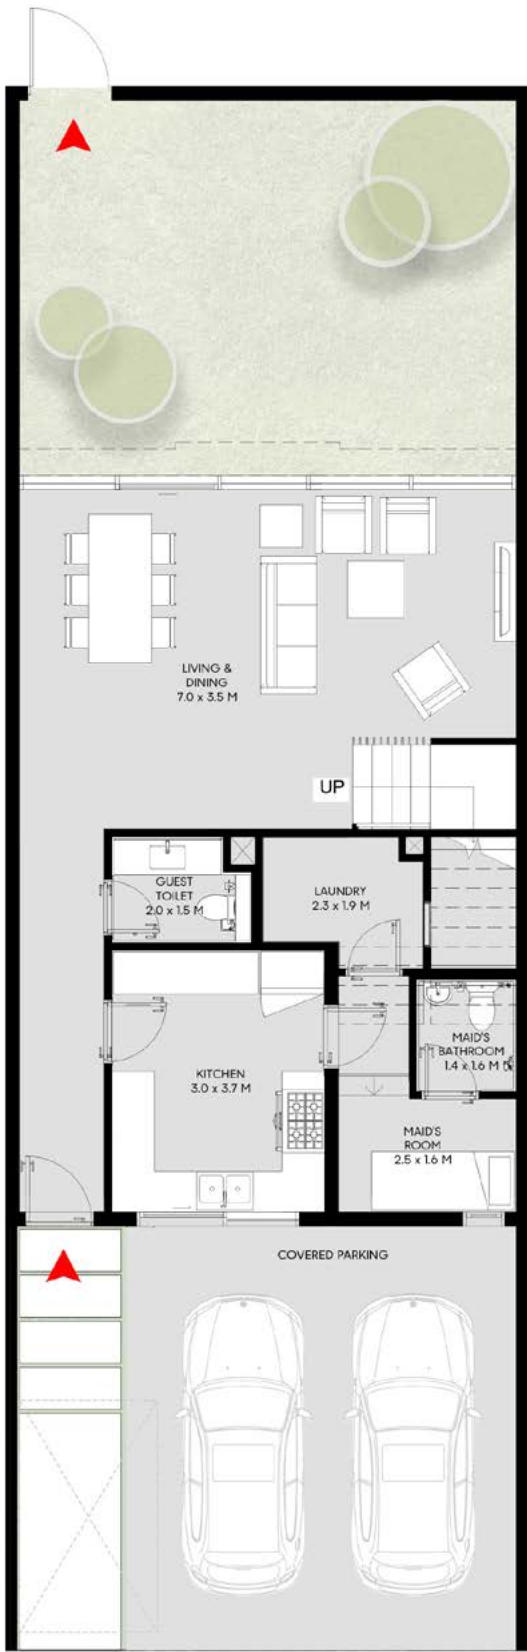 LIVING &
DINING
7.0 x 3.5 M
UP
GUEST
TOILET
2.0 x 1.5 M
LAUNDRY
2.3 x 1.9 M
MAID'S
BATHROOM
1.4 x 1.6 M
KITCHEN
3.0 x 3.7 M
MAID'S
ROOM
2.5 x 1.6 M
COVERED PARKING